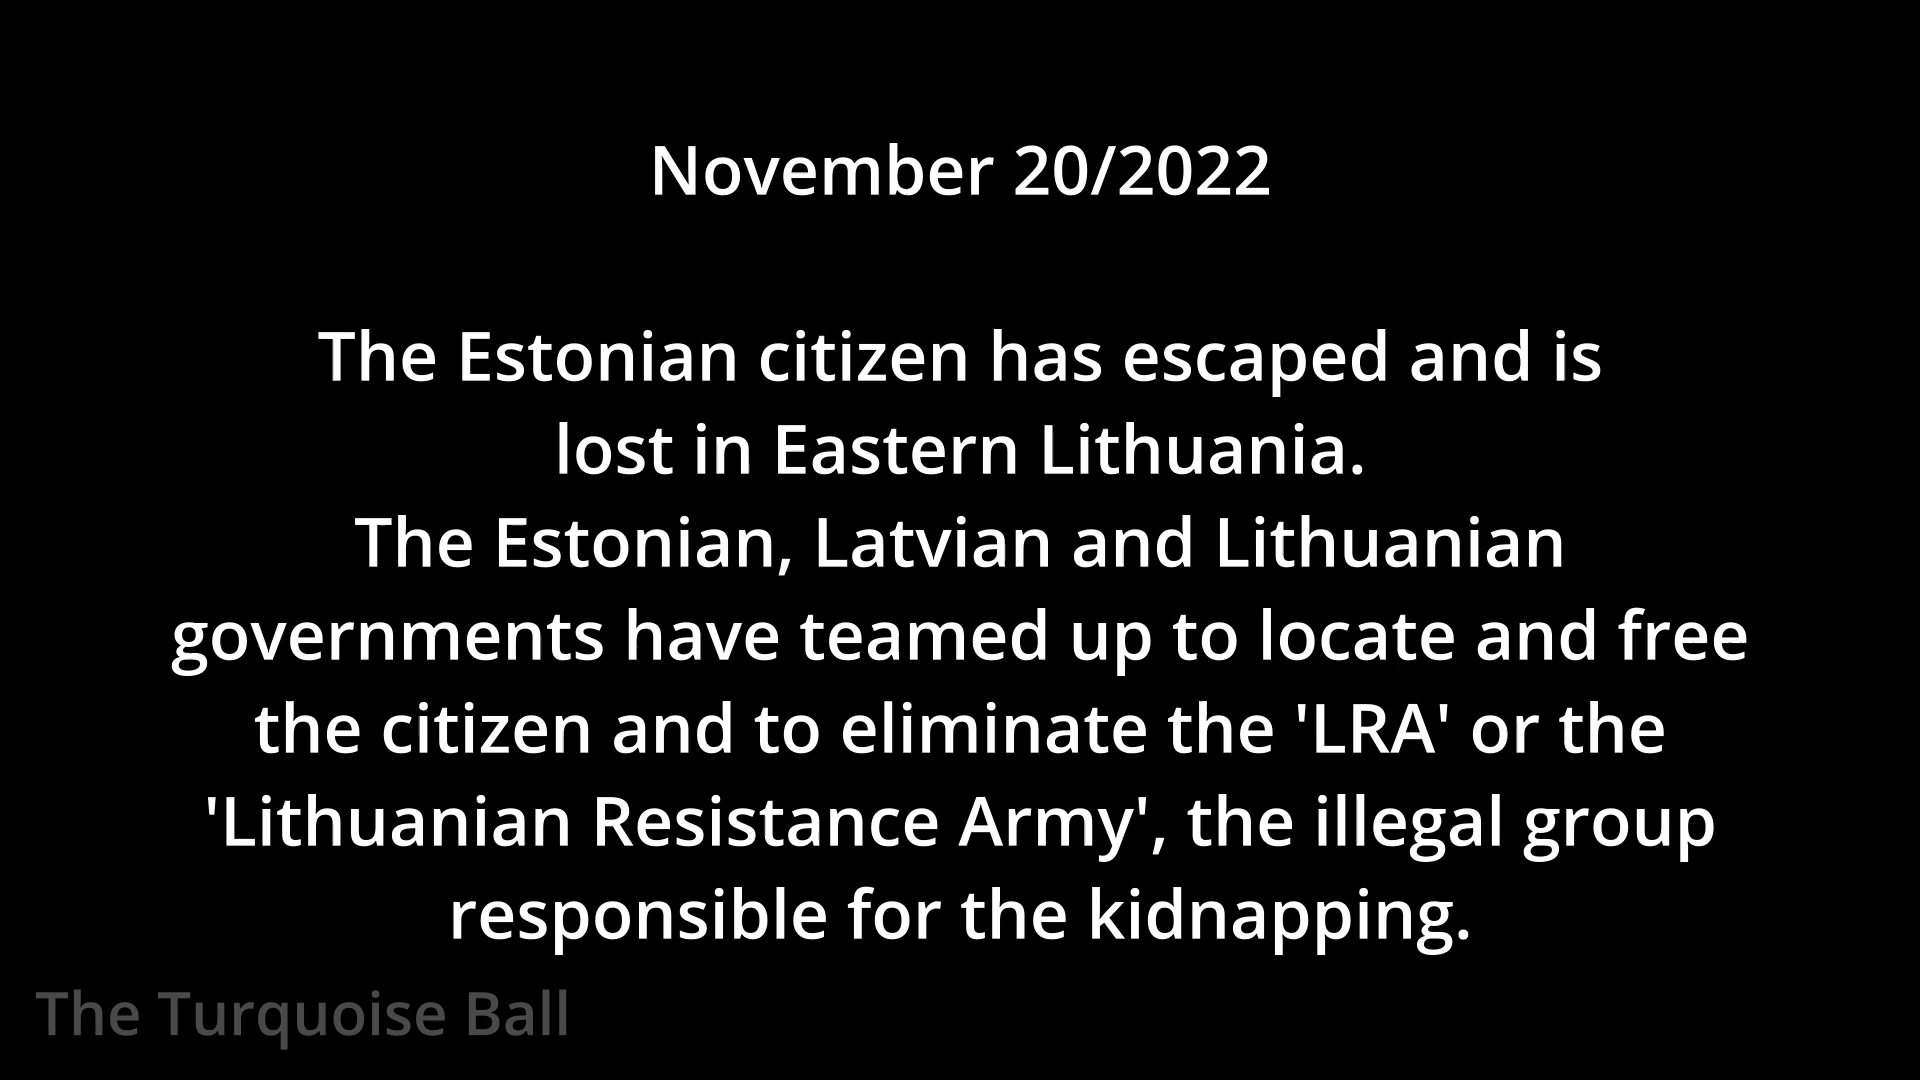 November 20/2022
The Estonian citizen has escaped and is
lost in Eastern Lithuania.
The Estonian, Latvian and Lithuanian
governments have teamed up to locate and free
the citizen and to eliminate the 'LRA' or the
'Lithuanian Resistance Army', the illegal group
responsible for the kidnapping.
The Turquoise Ball